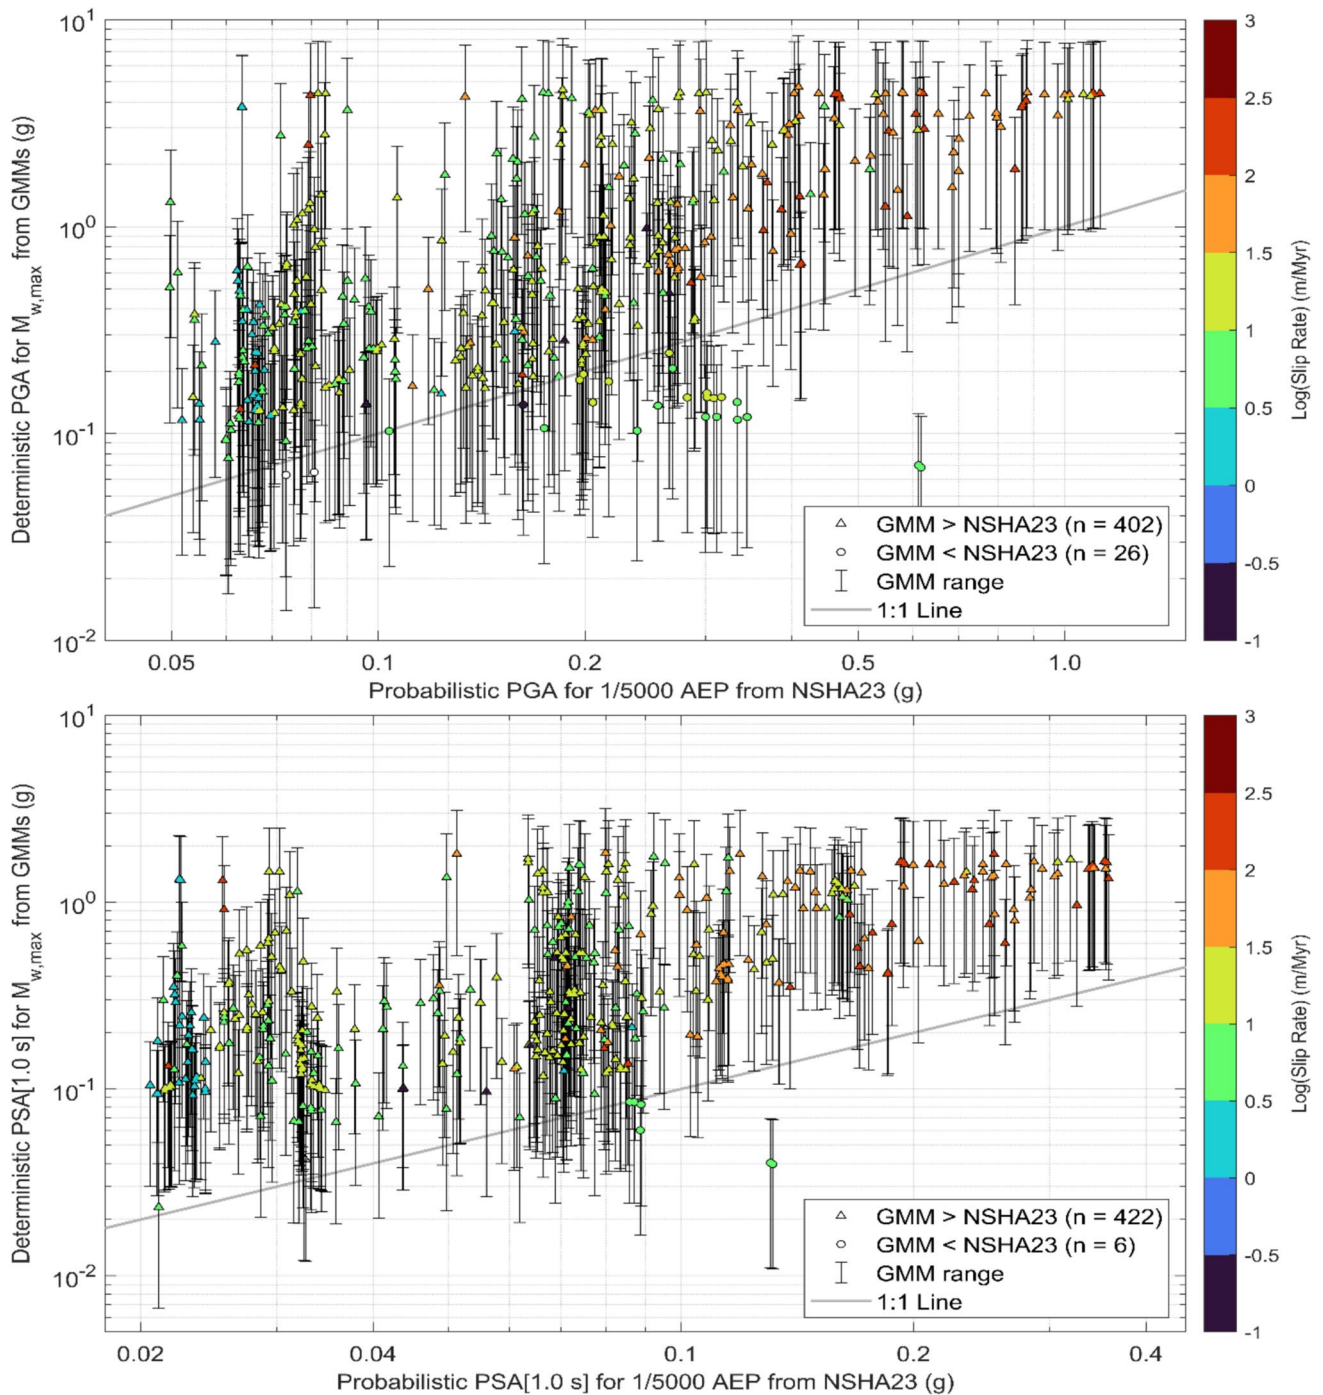 10^1
10^0
10^-1
10^-2
Deterministic PGA for M_w,max from GMMs (g)
0.05 0.1 0.2 0.5 1.0
Probabilistic PGA for 1/5000 AEP from NSHA23 (g)
GMM > NSHA23 (n = 402)
GMM < NSHA23 (n = 26)
GMM range
1:1 Line
3
2.5
2
1.5
1
0.5
0
-0.5
-1
Log(Slip Rate) (m/Myr)
10^1
10^0
10^-1
10^-2
Deterministic PSA[1.0 s] for M_w,max from GMMs (g)
0.02 0.04 0.1 0.2 0.4
Probabilistic PSA[1.0 s] for 1/5000 AEP from NSHA23 (g)
GMM > NSHA23 (n = 422)
GMM < NSHA23 (n = 6)
GMM range
1:1 Line
3
2.5
2
1.5
1
0.5
0
-0.5
-1
Log(Slip Rate) (m/Myr)